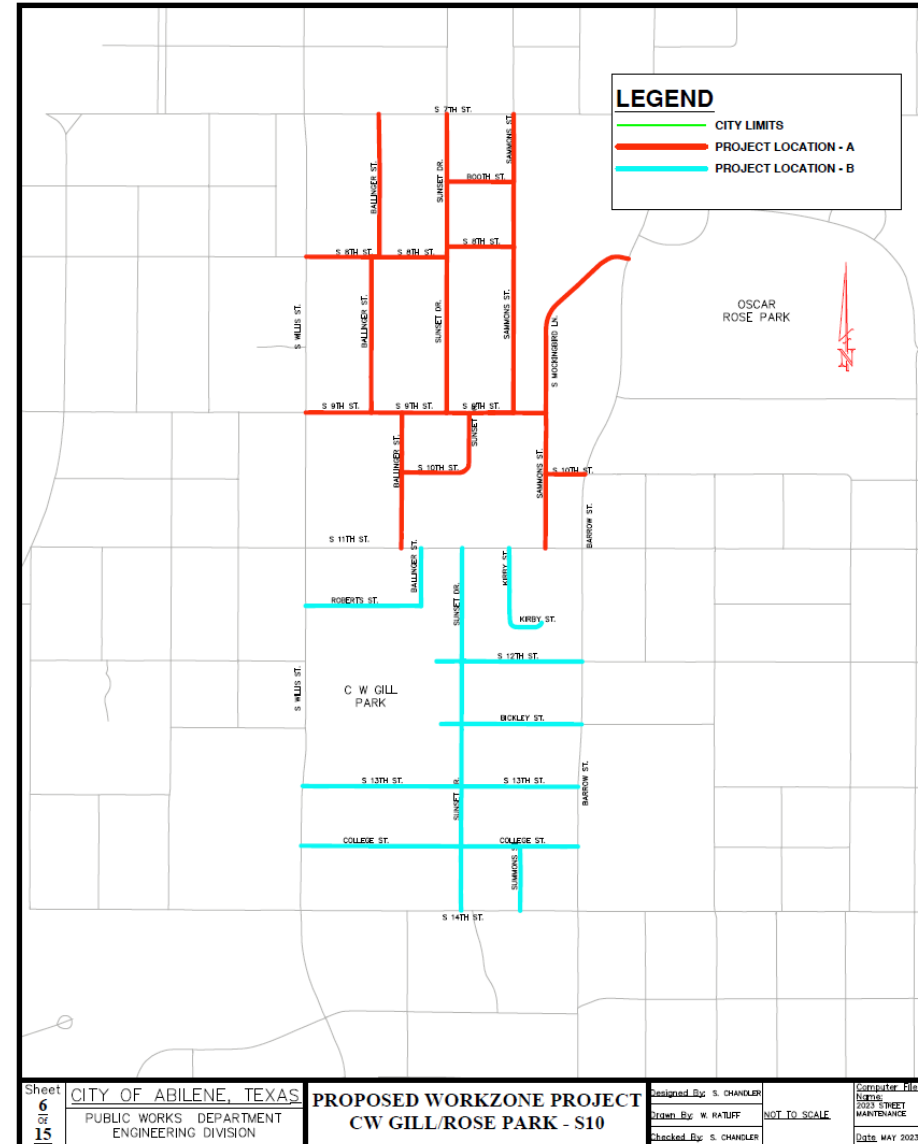 S 7TH ST.
LEGEND
CITY LIMITS
PROJECT LOCATION - A
PROJECT LOCATION - B
BALLINGER ST.
SUNSET DR.
SAMMONS ST.
BOOTH ST.
S 8TH ST.
S 8TH ST.
S 8TH ST.
OSCAR
ROSE PARK
N
S WILLIS ST.
BALLINGER ST.
SUNSET DR.
SAMMONS ST.
S MOCKINGBIRD LN.
S 9TH ST.
S 9TH ST.
S 9TH ST.
SUNSET
BALLINGER ST.
S 10TH ST.
SAMMONS ST.
S 10TH ST.
BARROW ST.
S 11TH ST.
BALLINGER ST.
SUNSET DR.
KIRBY ST.
ROBERTS ST.
KIRBY ST.
S 12TH ST.
S WILLIS ST.
C W GILL
PARK
BICKLEY ST.
S 13TH ST.
SUNSET DR.
S 13TH ST.
BARROW ST.
COLLEGE ST.
COLLEGE ST.
SUMMONS ST.
S 14TH ST.
Sheet
6
Of
15
CITY OF ABILENE, TEXAS
PUBLIC WORKS DEPARTMENT
ENGINEERING DIVISION
PROPOSED WORKZONE PROJECT
CW GILL/ROSE PARK - S10
Designed By: S. CHANDLER
Drawn By: W. RATLIFF
Checked By: S. CHANDLER
NOT TO SCALE
Computer File
Name:
2023 STREET
MAINTENANCE
Date MAY 2023